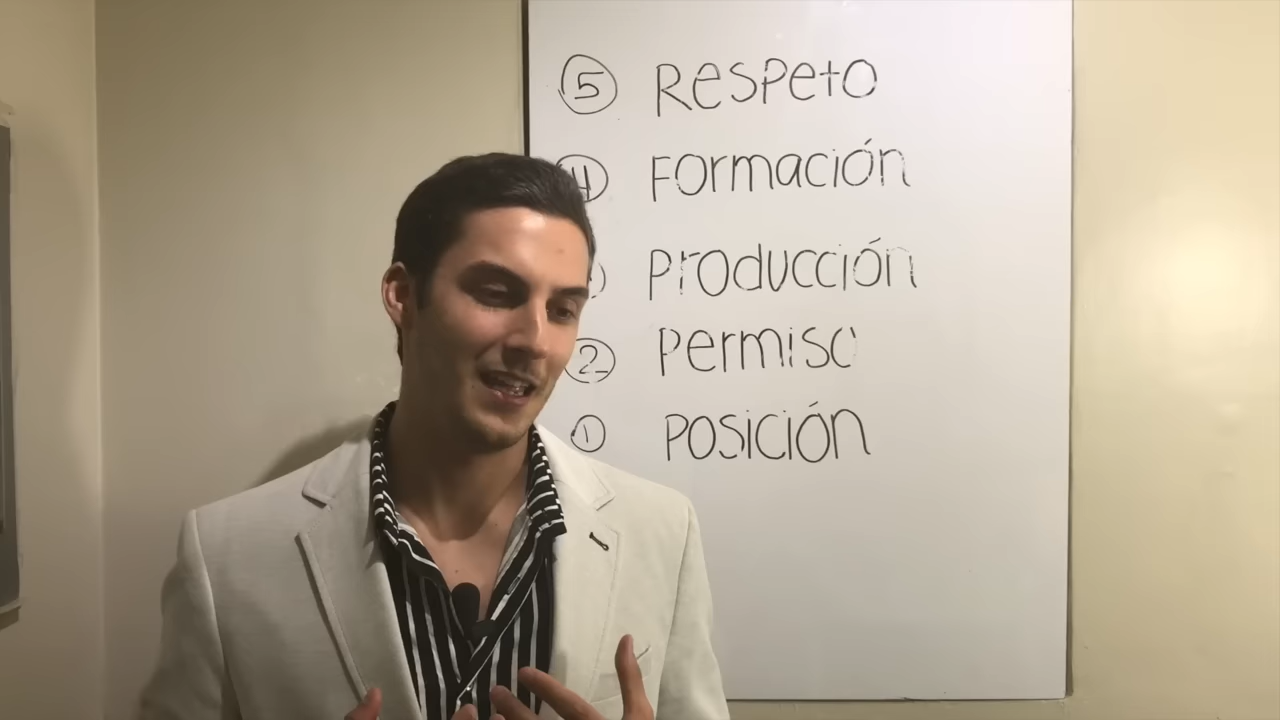 5 Respeto
4 Formación
Producción
2 Permiso
1 Posición